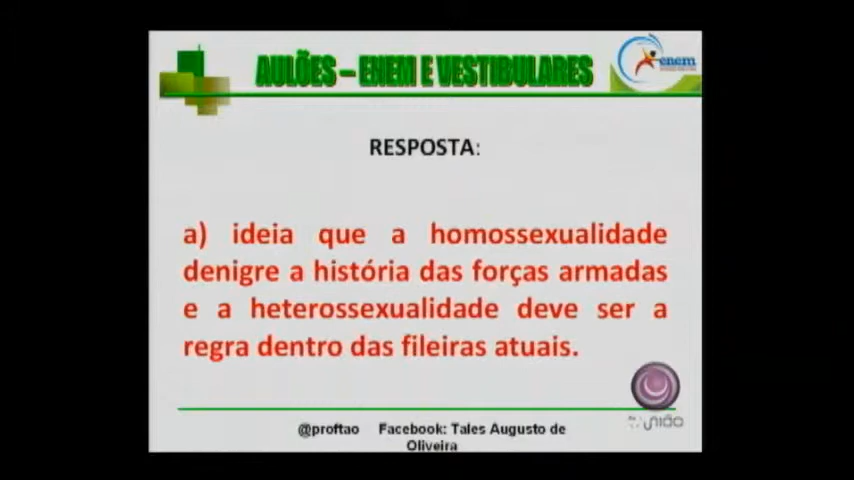 AULÕES – ENEM E VESTIBULARES
enem
RESPOSTA:
a) ideia que a homossexualidade
denigre a história das forças armadas
e a heterossexualidade deve ser a
regra dentro das fileiras atuais.
@proftao Facebook: Tales Augusto de
Oliveira
União